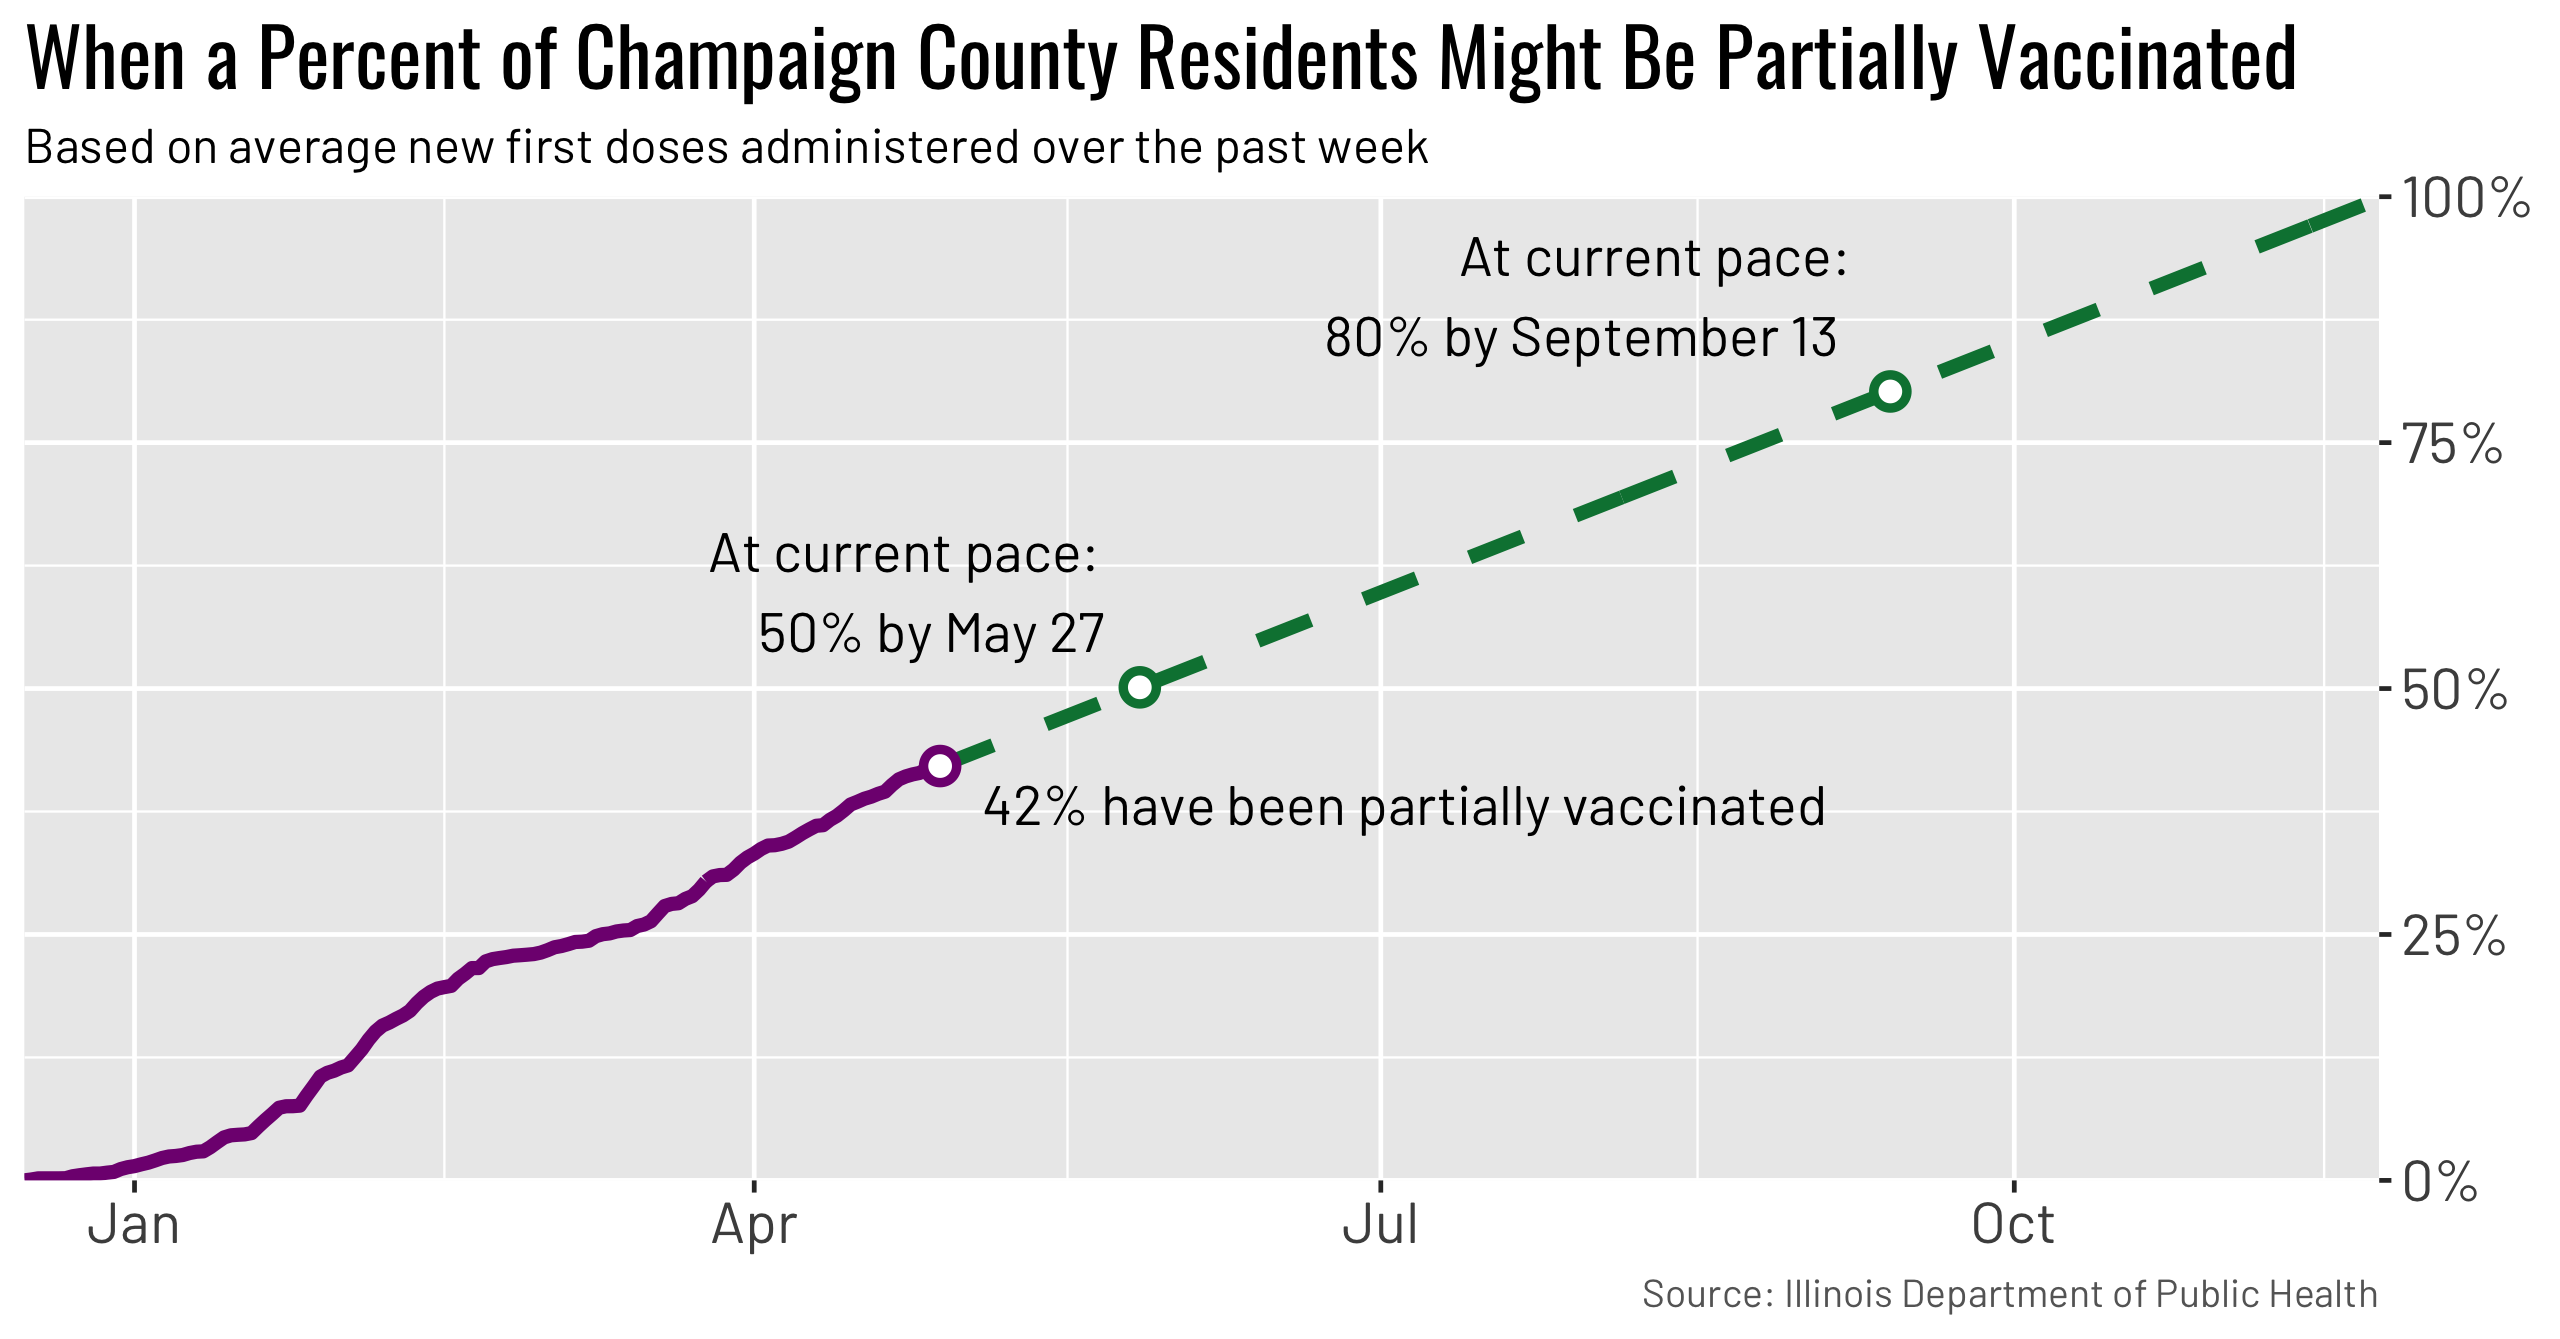 When a Percent of Champaign County Residents Might Be Partially Vaccinated
Based on average new first doses administered over the past week
100%
At current pace:
80% by September 13
75%
At current pace:
50% by May 27
50%
42% have been partially vaccinated
25%
0%
Jan
Apr
Jul
Oct
Source: Illinois Department of Public Health